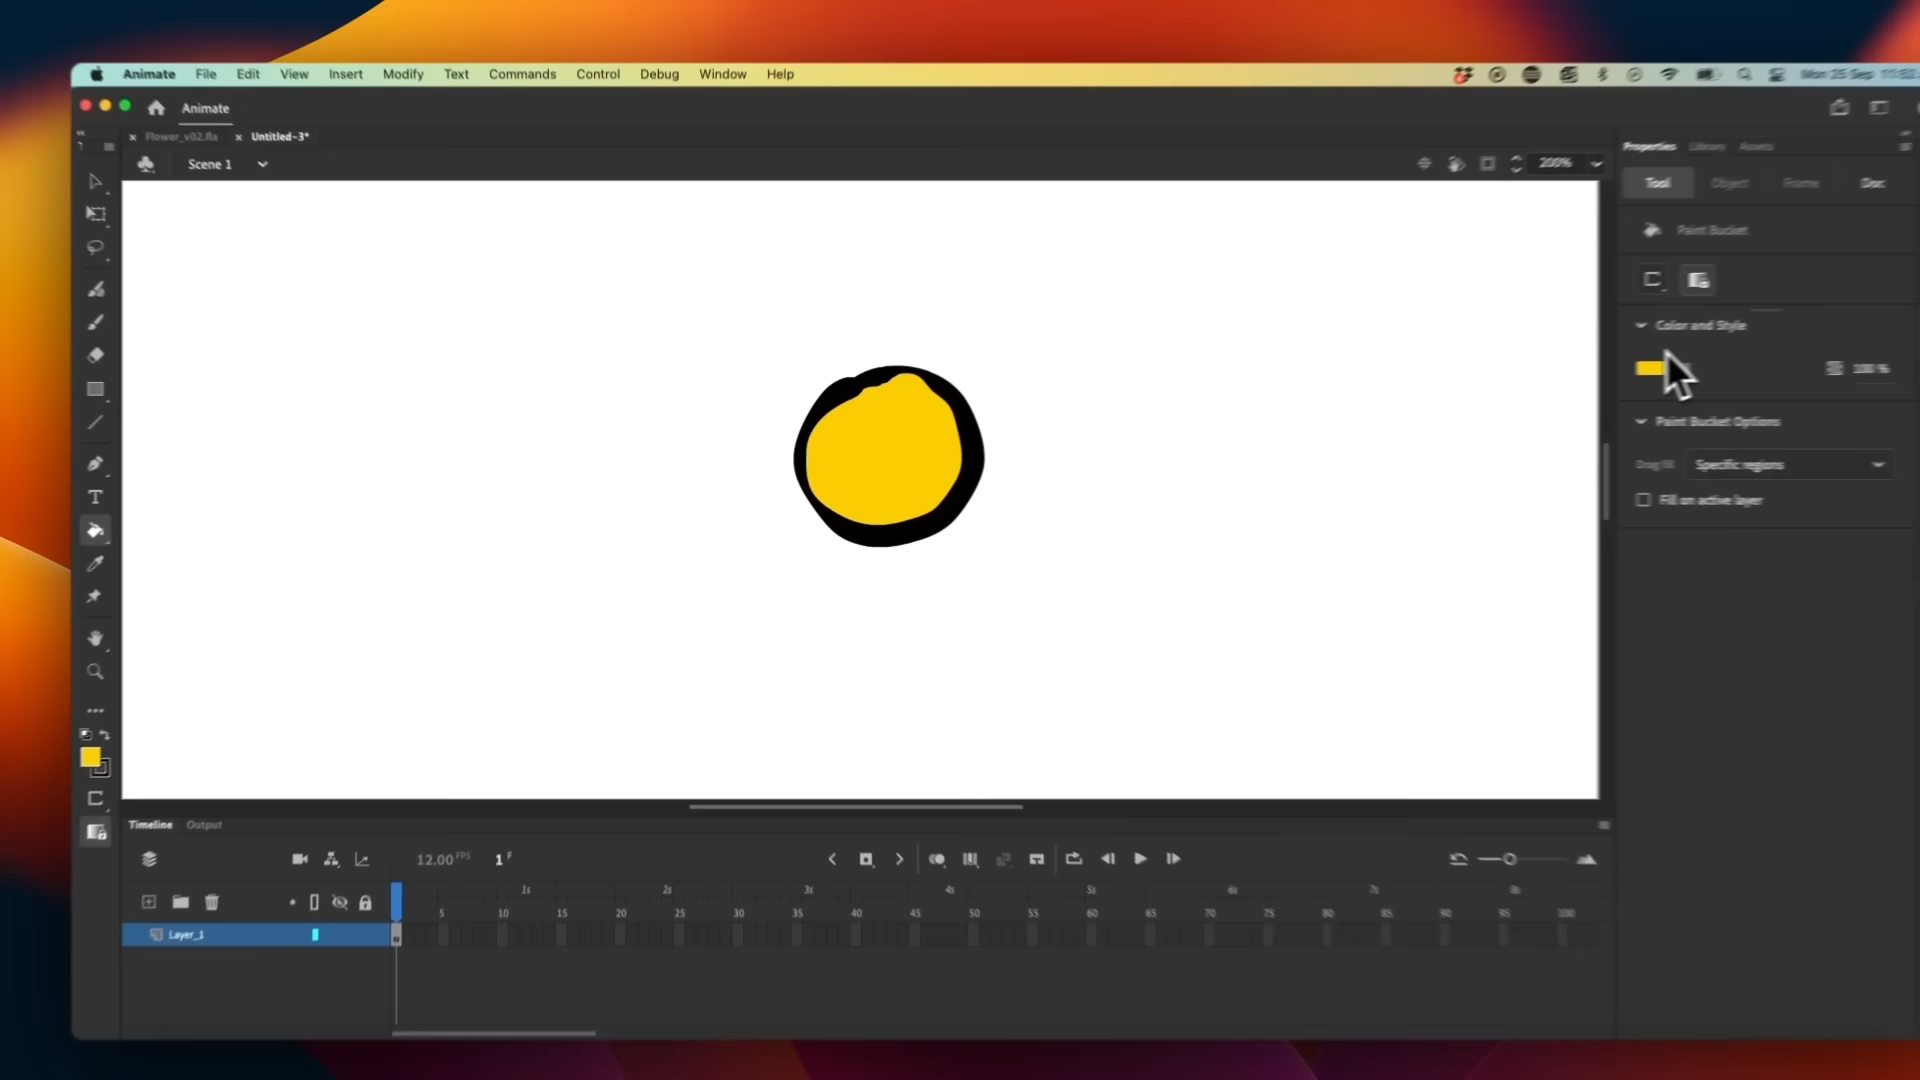 Animate File Edit View Insert Modify Text Commands Control Debug Window Help Mon 25 Sep
Animate
Flower_v02.fla Untitled-3*
Scene 1 200%
Properties Library Assets
Tool Object Frame Doc
Paint Bucket
Color and Style
100 %
Paint Bucket Options
Drag fill Specific regions
Fill on active layer
T
Timeline Output
12.00 FPS 1 F
1s 2s 3s 4s 5s 6s 7s 8s
5 10 15 20 25 30 35 40 45 50 55 60 65 70 75 80 85 90 95 100
Layer_1